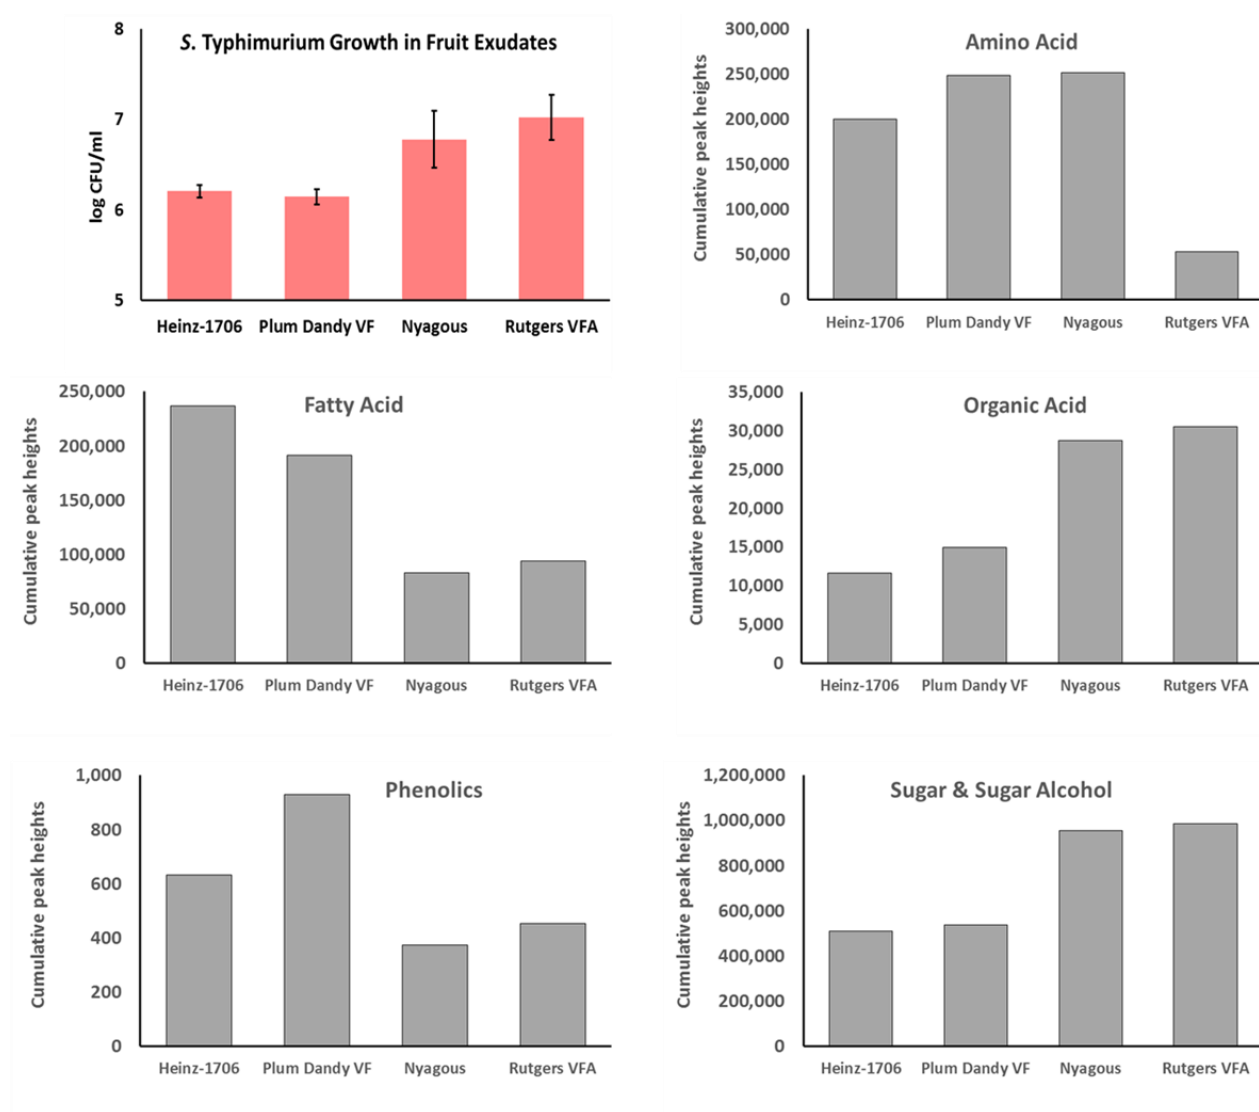 S. Typhimurium Growth in Fruit Exudates
log CFU/ml
8
7
6
5
Heinz-1706 Plum Dandy VF Nyagous Rutgers VFA
Amino Acid
Cumulative peak heights
300,000
250,000
200,000
150,000
100,000
50,000
0
Heinz-1706 Plum Dandy VF Nyagous Rutgers VFA
Fatty Acid
Cumulative peak heights
250,000
200,000
150,000
100,000
50,000
0
Heinz-1706 Plum Dandy VF Nyagous Rutgers VFA
Organic Acid
Cumulative peak heights
35,000
30,000
25,000
20,000
15,000
10,000
5,000
0
Heinz-1706 Plum Dandy VF Nyagous Rutgers VFA
Phenolics
Cumulative peak heights
1,000
800
600
400
200
0
Heinz-1706 Plum Dandy VF Nyagous Rutgers VFA
Sugar & Sugar Alcohol
Cumulative peak heights
1,200,000
1,000,000
800,000
600,000
400,000
200,000
0
Heinz-1706 Plum Dandy VF Nyagous Rutgers VFA